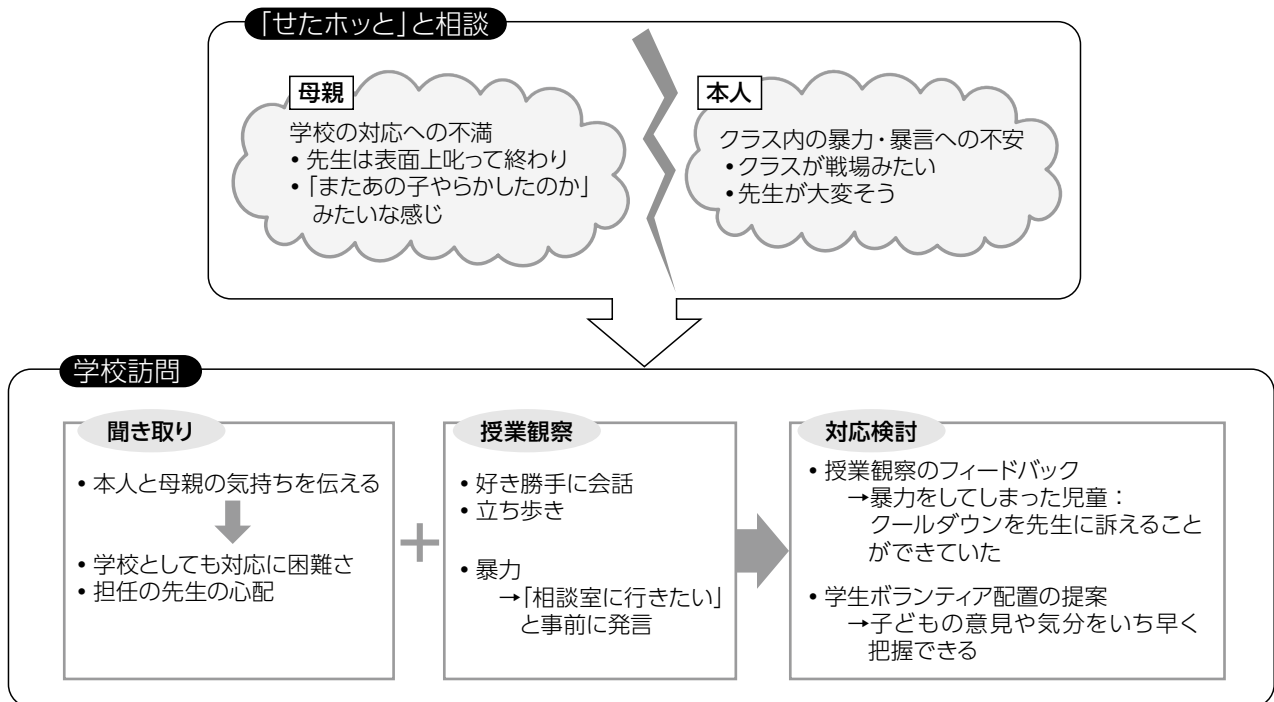 「せたホッと」と相談
母親
学校の対応への不満
• 先生は表面上叱って終わり
• 「またあの子やらかしたのか」
みたいな感じ
本人
クラス内の暴力・暴言への不安
• クラスが戦場みたい
• 先生が大変そう
学校訪問
聞き取り
• 本人と母親の気持ちを伝える
• 学校としても対応に困難さ
• 担任の先生の心配
+
授業観察
• 好き勝手に会話
• 立ち歩き
• 暴力
→「相談室に行きたい」
と事前に発言
対応検討
• 授業観察のフィードバック
→暴力をしてしまった児童：
クールダウンを先生に訴えること
ができていた
• 学生ボランティア配置の提案
→子どもの意見や気分をいち早く
把握できる